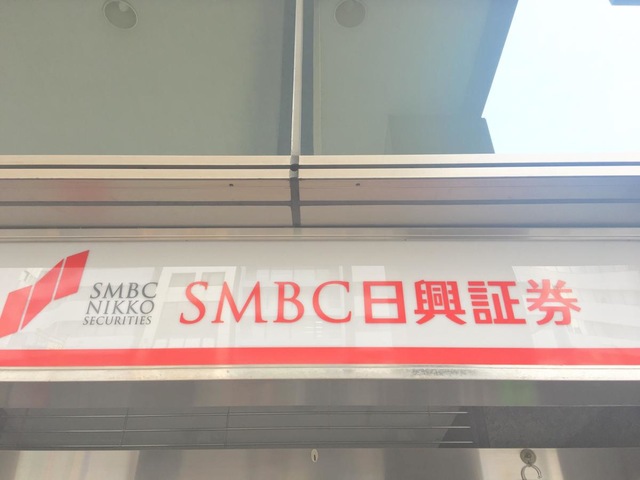 SMBC
NIKKO
SECURITIES
SMBC日興証券